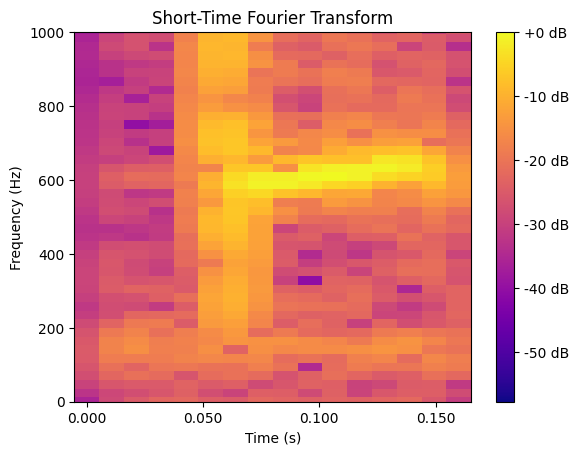 Short-Time Fourier Transform
1000
800
600
400
200
0
Frequency (Hz)
0.000
0.050
0.100
0.150
Time (s)
+0 dB
-10 dB
-20 dB
-30 dB
-40 dB
-50 dB